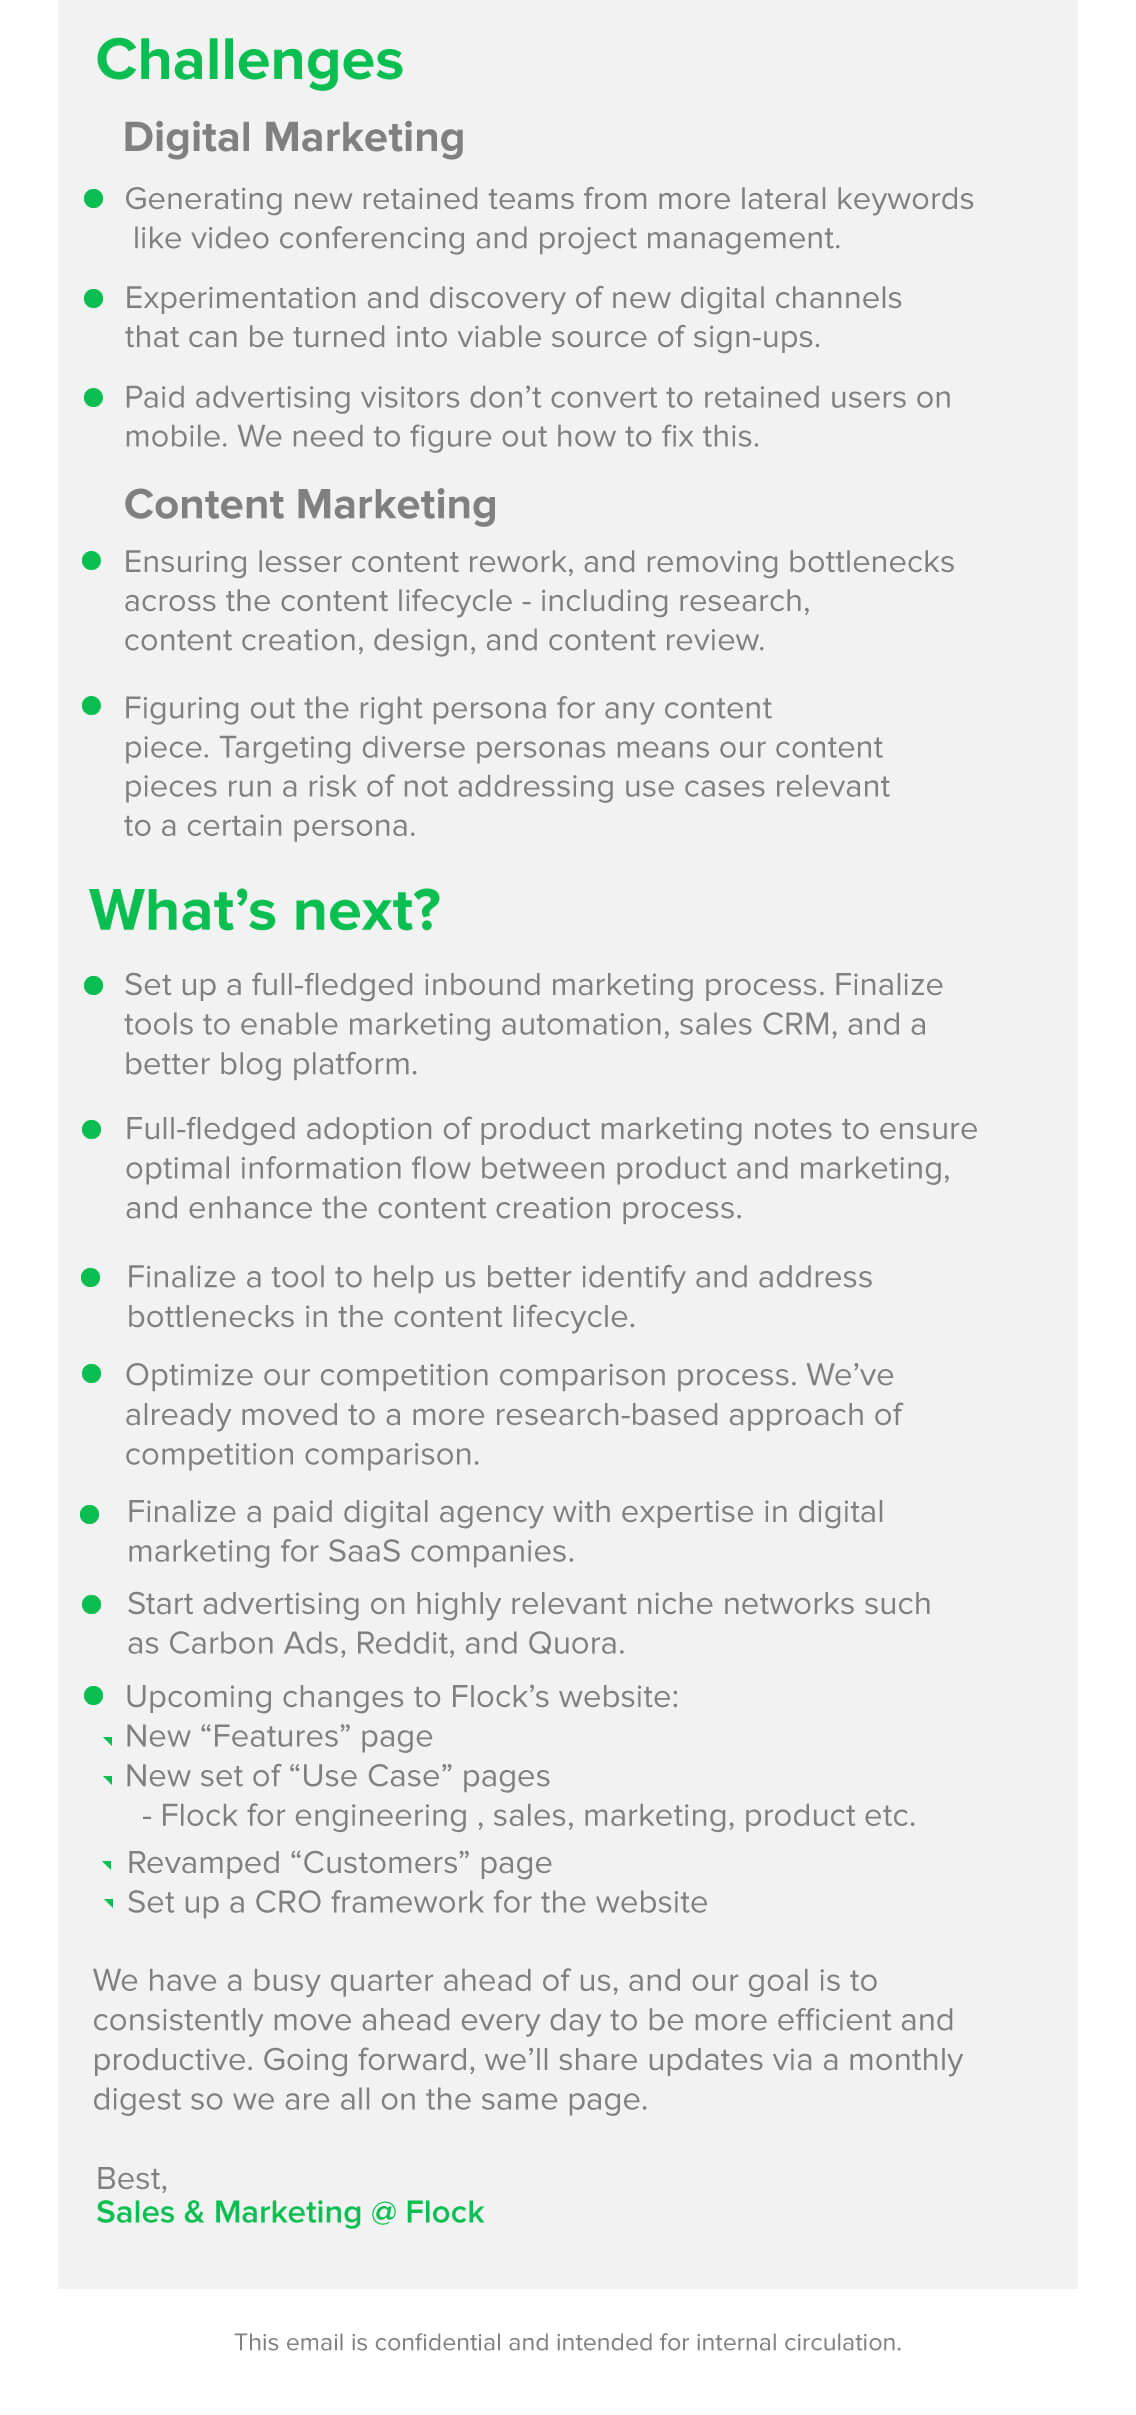 Challenges
Digital Marketing
Generating new retained teams from more lateral keywords
like video conferencing and project management.
Experimentation and discovery of new digital channels
that can be turned into viable source of sign-ups.
Paid advertising visitors don’t convert to retained users on
mobile. We need to figure out how to fix this.
Content Marketing
Ensuring lesser content rework, and removing bottlenecks
across the content lifecycle - including research,
content creation, design, and content review.
Figuring out the right persona for any content
piece. Targeting diverse personas means our content
pieces run a risk of not addressing use cases relevant
to a certain persona.
What’s next?
Set up a full-fledged inbound marketing process. Finalize
tools to enable marketing automation, sales CRM, and a
better blog platform.
Full-fledged adoption of product marketing notes to ensure
optimal information flow between product and marketing,
and enhance the content creation process.
Finalize a tool to help us better identify and address
bottlenecks in the content lifecycle.
Optimize our competition comparison process. We’ve
already moved to a more research-based approach of
competition comparison.
Finalize a paid digital agency with expertise in digital
marketing for SaaS companies.
Start advertising on highly relevant niche networks such
as Carbon Ads, Reddit, and Quora.
Upcoming changes to Flock’s website:
New “Features” page
New set of “Use Case” pages
- Flock for engineering , sales, marketing, product etc.
Revamped “Customers” page
Set up a CRO framework for the website
We have a busy quarter ahead of us, and our goal is to
consistently move ahead every day to be more efficient and
productive. Going forward, we’ll share updates via a monthly
digest so we are all on the same page.
Best,
Sales & Marketing @ Flock
This email is confidential and intended for internal circulation.